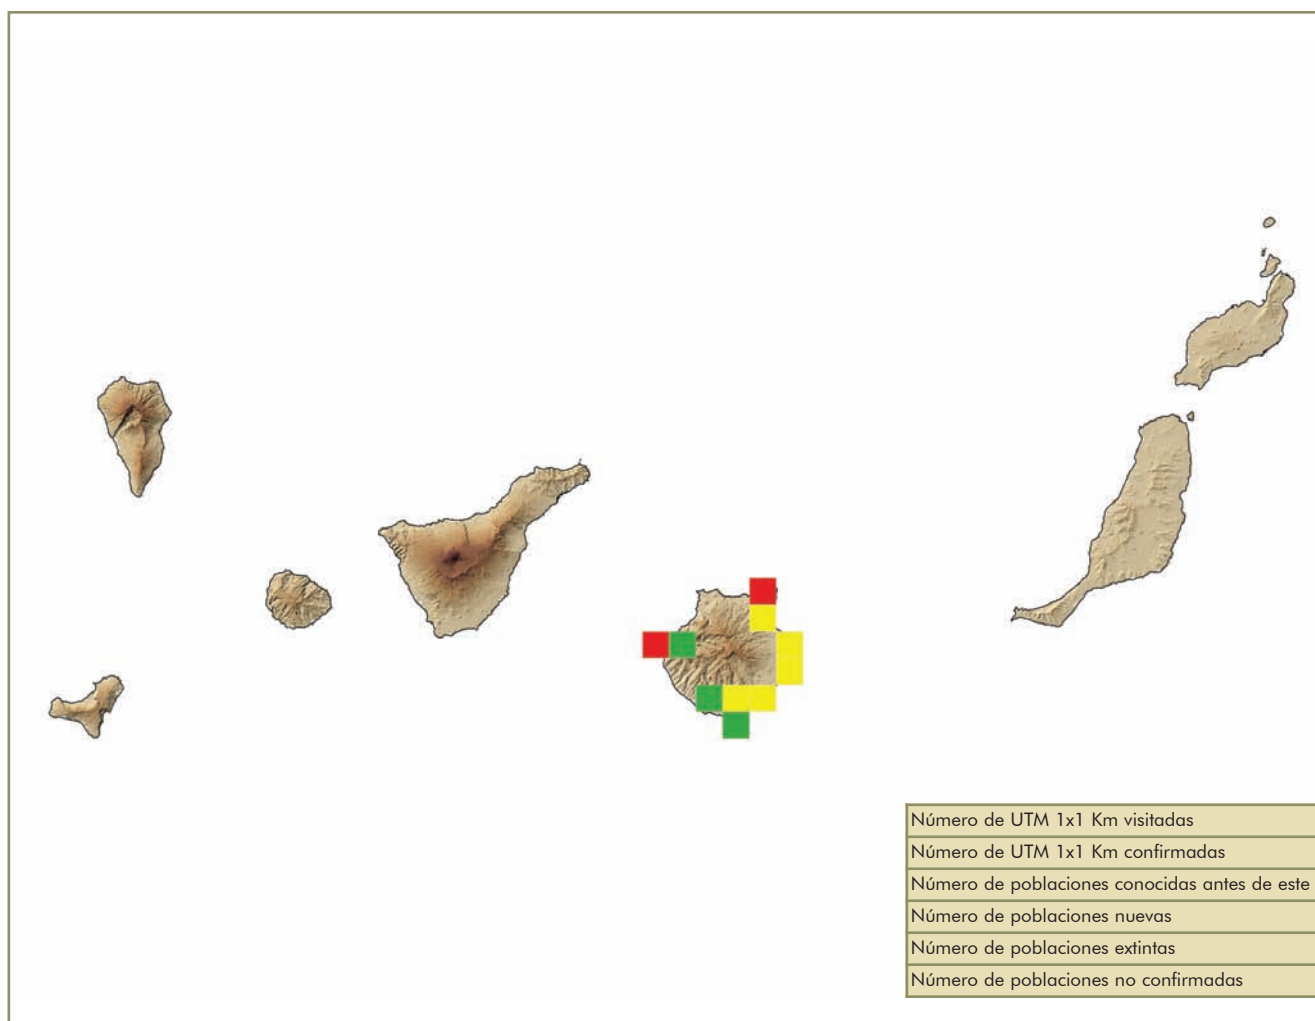 Número de UTM 1x1 Km visitadas
Número de UTM 1x1 Km confirmadas
Número de poblaciones conocidas antes de este
Número de poblaciones nuevas
Número de poblaciones extintas
Número de poblaciones no confirmadas